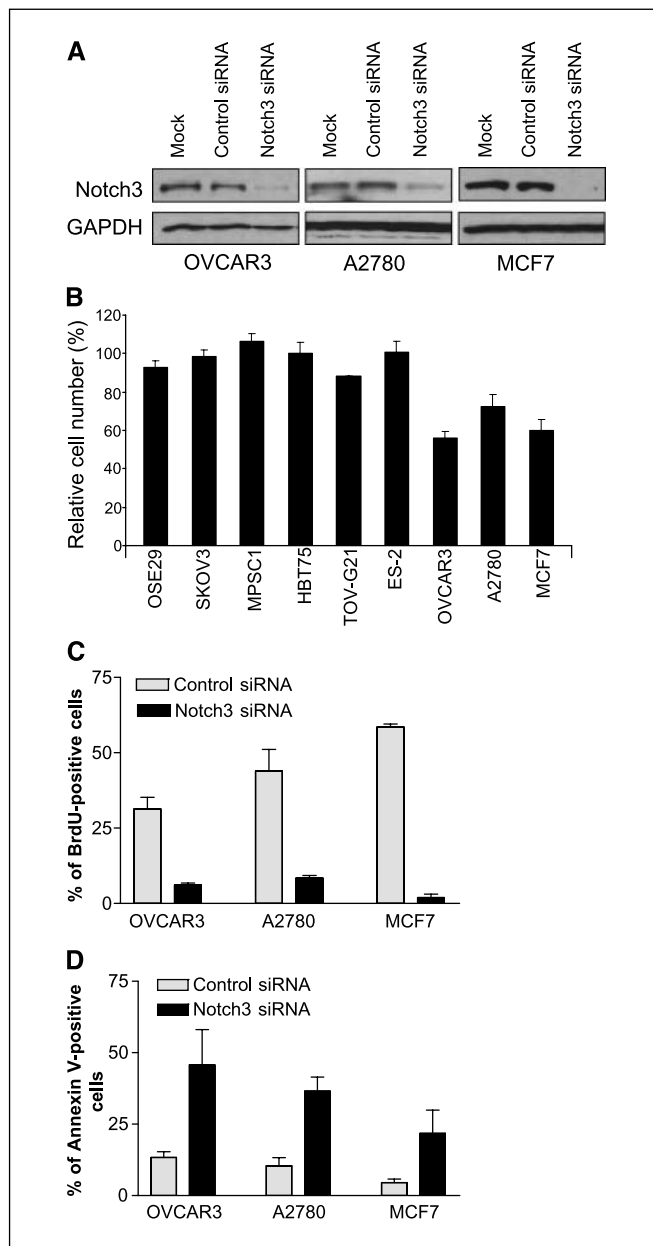 A
Mock
Control siRNA
Notch3 siRNA
Mock
Control siRNA
Notch3 siRNA
Mock
Control siRNA
Notch3 siRNA
Notch3
GAPDH
OVCAR3
A2780
MCF7
B
Relative cell number (%)
120
100
80
60
40
20
0
OSE29
SKOV3
MPSC1
HBT75
TOV-G21
ES-2
OVCAR3
A2780
MCF7
C
% of BrdU-positive cells
75
50
25
0
Control siRNA
Notch3 siRNA
OVCAR3
A2780
MCF7
D
% of Annexin V-positive
cells
75
50
25
0
Control siRNA
Notch3 siRNA
OVCAR3
A2780
MCF7